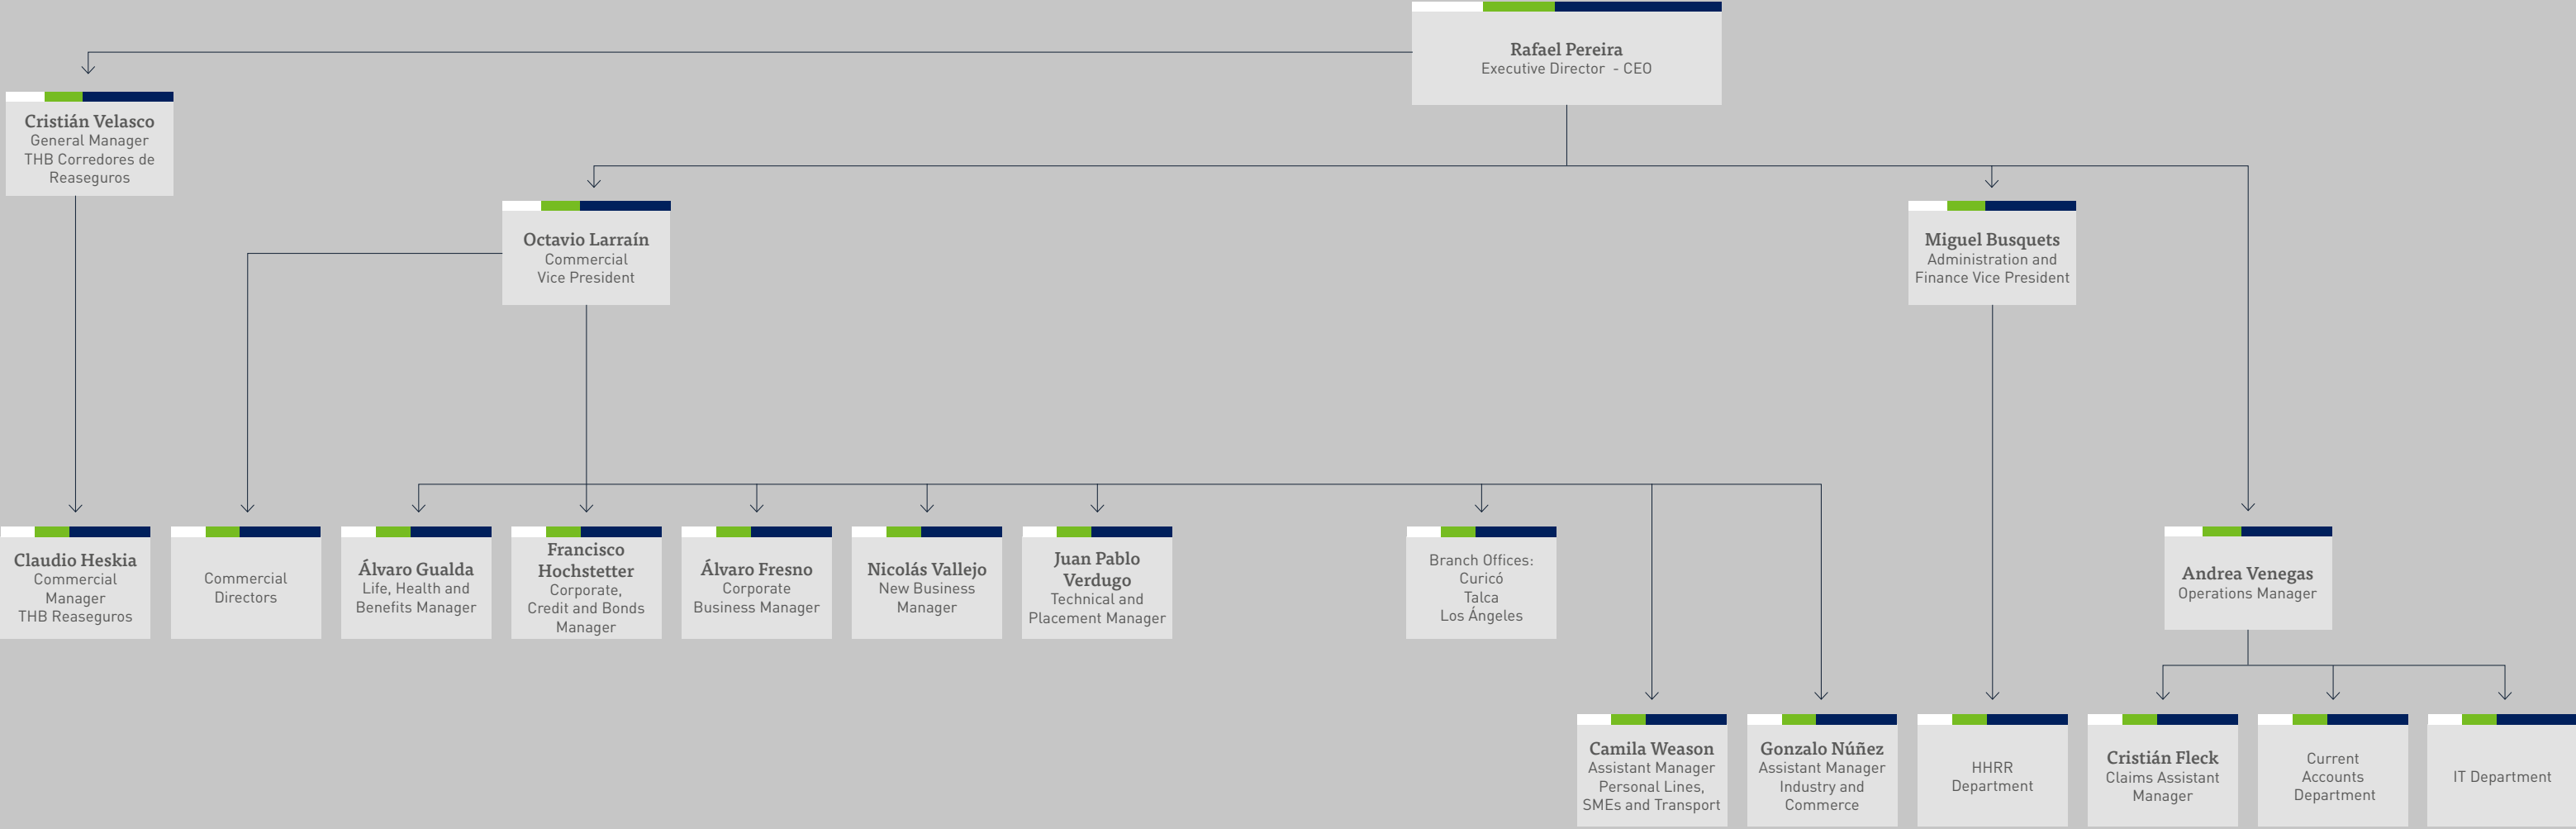 Rafael Pereira
Executive Director - CEO
Cristián Velasco
General Manager
THB Corredores de
Reaseguros
Octavio Larraín
Commercial
Vice President
Miguel Busquets
Administration and
Finance Vice President
Claudio Heskia
Commercial
Manager
THB Reaseguros
Commercial
Directors
Álvaro Gualda
Life, Health and
Benefits Manager
Francisco
Hochstetter
Corporate,
Credit and Bonds
Manager
Álvaro Fresno
Corporate
Business Manager
Nicolás Vallejo
New Business
Manager
Juan Pablo
Verdugo
Technical and
Placement Manager
Branch Offices:
Curicó
Talca
Los Ángeles
Andrea Venegas
Operations Manager
Camila Weason
Assistant Manager
Personal Lines,
SMEs and Transport
Gonzalo Núñez
Assistant Manager
Industry and
Commerce
HHRR
Department
Cristián Fleck
Claims Assistant
Manager
Current
Accounts
Department
IT Department